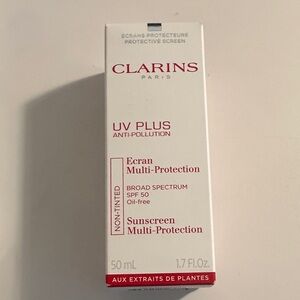 ECRANS PROTECTEURS
PROTECTIVE SCREEN
CLARINS
PARIS
UV PLUS
ANTI-POLLUTION
NON-TINTED
Ecran
Multi-Protection
BROAD SPECTRUM
SPF 50
Oil-free
Sunscreen
Multi-Protection
50 mL 1.7 Fl.Oz.
AUX EXTRAITS DE PLANTES